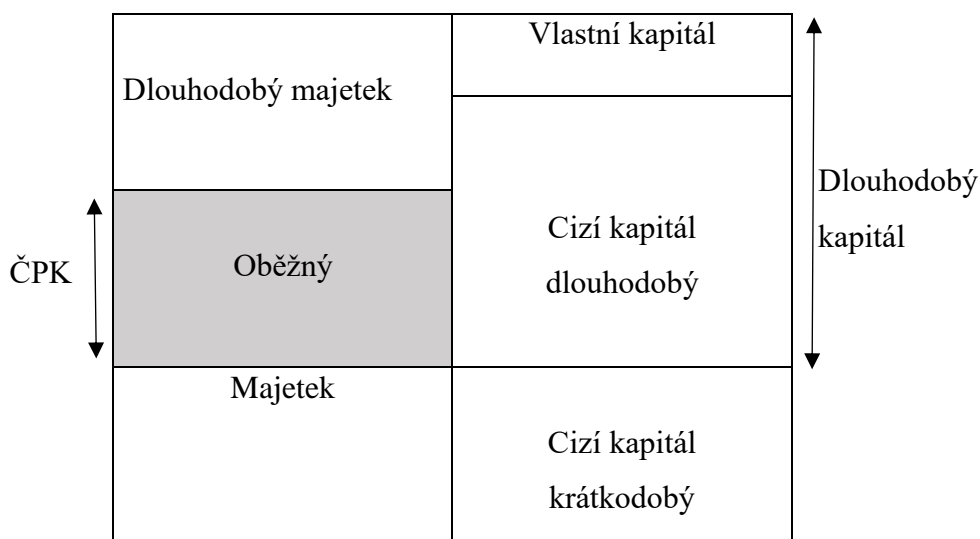 Vlastní kapitál
Dlouhodobý majetek
Dlouhodobý
kapitál
Cizí kapitál
dlouhodobý
Oběžný
ČPK
Majetek
Cizí kapitál
krátkodobý